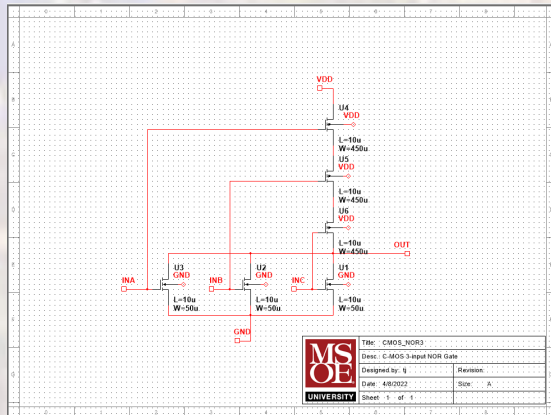 VDD
U4
VDD
L=10u
W=450u
U5
VDD
L=10u
W=450u
U6
VDD
L=10u
W=450u
OUT
INA
U3
GND
L=10u
W=50u
INB
U2
GND
L=10u
W=50u
INC
U1
GND
L=10u
W=50u
GND
MS
OE
UNIVERSITY
Title: CMOS_NOR3
Desc.: C-MOS 3-input NOR Gate
Designed by: tj
Revision:
Date: 4/8/2022
Size: A
Sheet 1 of 1